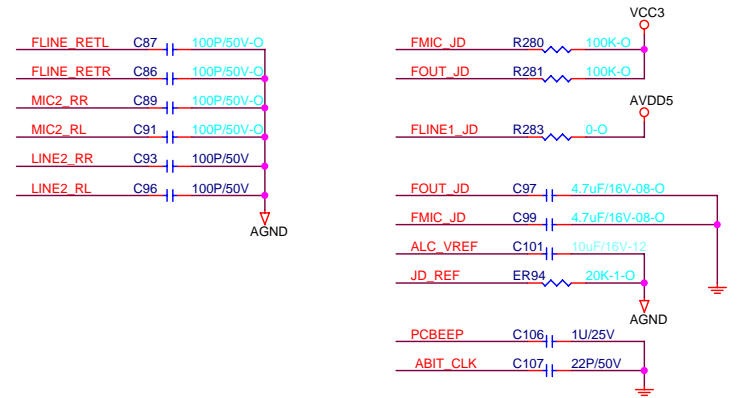 FLINE_RETL C87 100P/50V-O
FLINE_RETR C86 100P/50V-O
MIC2_RR C89 100P/50V-O
MIC2_RL C91 100P/50V-O
LINE2_RR C93 100P/50V
LINE2_RL C96 100P/50V
AGND
VCC3
FMIC_JD R280 100K-O
FOUT_JD R281 100K-O
AVDD5
FLINE1_JD R283 0-O
FOUT_JD C97 4.7uF/16V-08-O
FMIC_JD C99 4.7uF/16V-08-O
ALC_VREF C101 10uF/16V-12
JD_REF ER94 20K-1-O
AGND
PCBEEP C106 1U/25V
ABIT_CLK C107 22P/50V